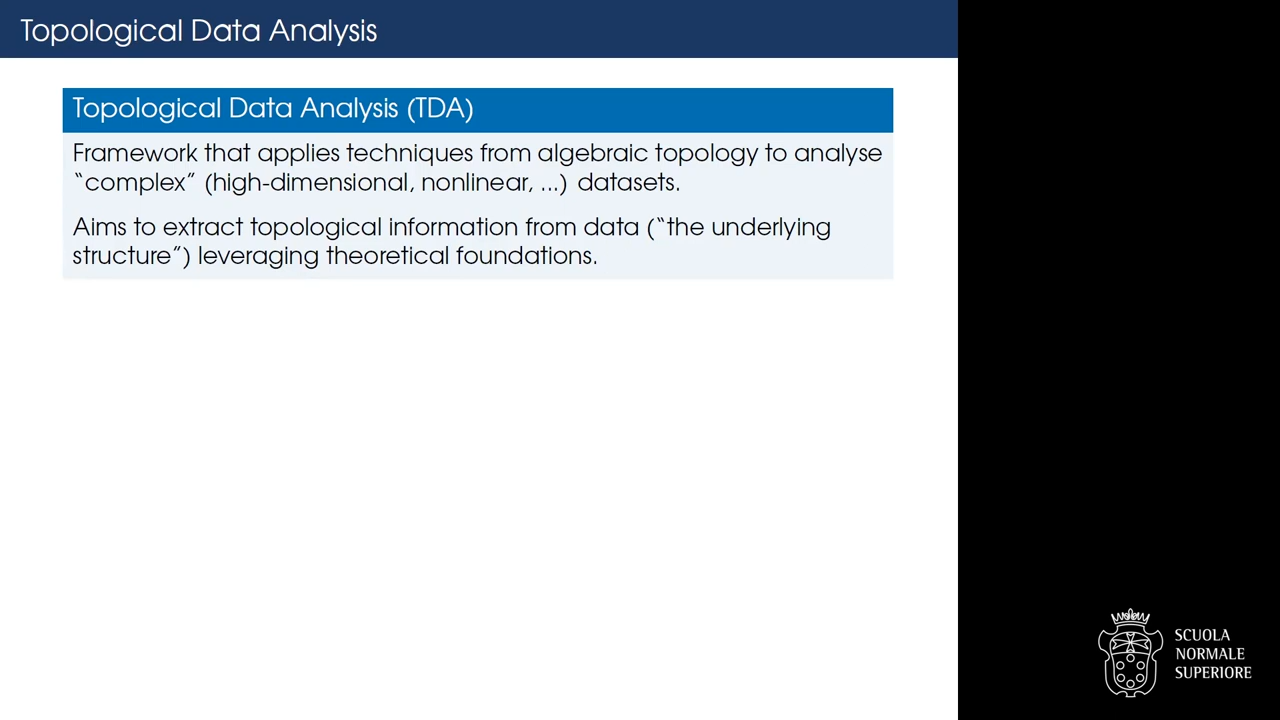 Topological Data Analysis
Topological Data Analysis (TDA)
Framework that applies techniques from algebraic topology to analyse
“complex” (high-dimensional, nonlinear, ...) datasets.
Aims to extract topological information from data (“the underlying
structure”) leveraging theoretical foundations.
SCUOLA
NORMALE
SUPERIORE